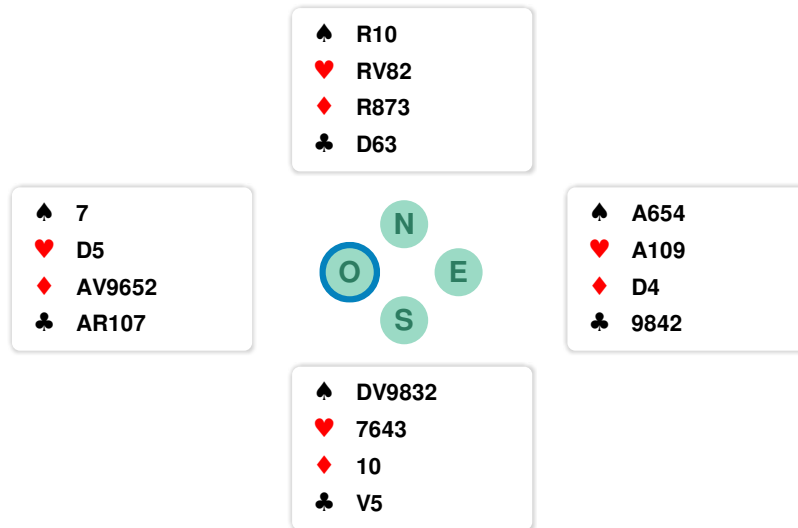 ♠ R10
♥ RV82
♦ R873
♣ D63
♠ 7
♥ D5
♦ AV9652
♣ AR107
N
O
E
S
♠ A654
♥ A109
♦ D4
♣ 9842
♠ DV9832
♥ 7643
♦ 10
♣ V5